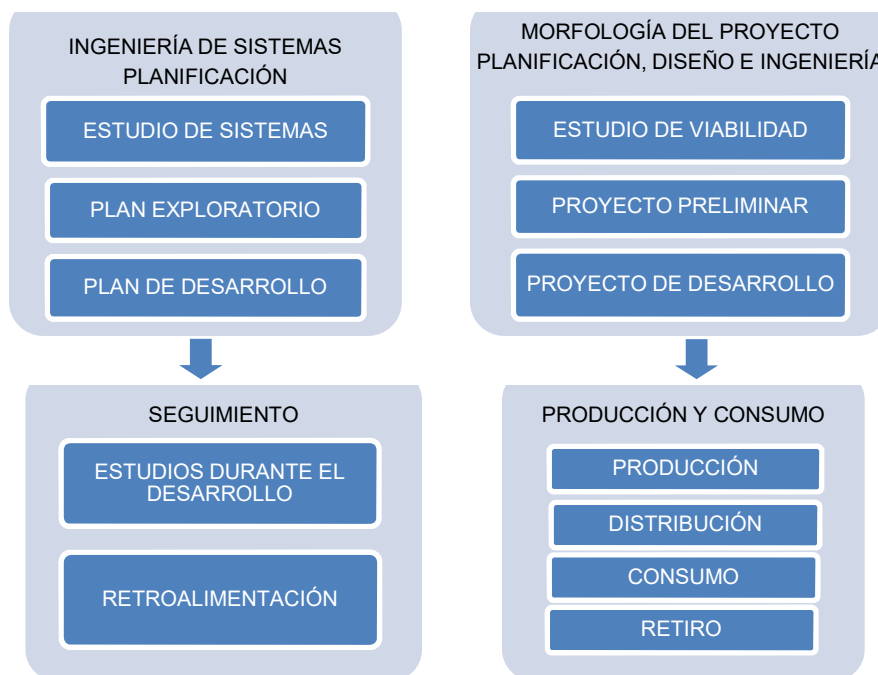 INGENIERÍA DE SISTEMAS
PLANIFICACIÓN
ESTUDIO DE SISTEMAS
PLAN EXPLORATORIO
PLAN DE DESARROLLO
SEGUIMIENTO
ESTUDIOS DURANTE EL
DESARROLLO
RETROALIMENTACIÓN
MORFOLOGÍA DEL PROYECTO
PLANIFICACIÓN, DISEÑO E INGENIERÍA
ESTUDIO DE VIABILIDAD
PROYECTO PRELIMINAR
PROYECTO DE DESARROLLO
PRODUCCIÓN Y CONSUMO
PRODUCCIÓN
DISTRIBUCIÓN
CONSUMO
RETIRO